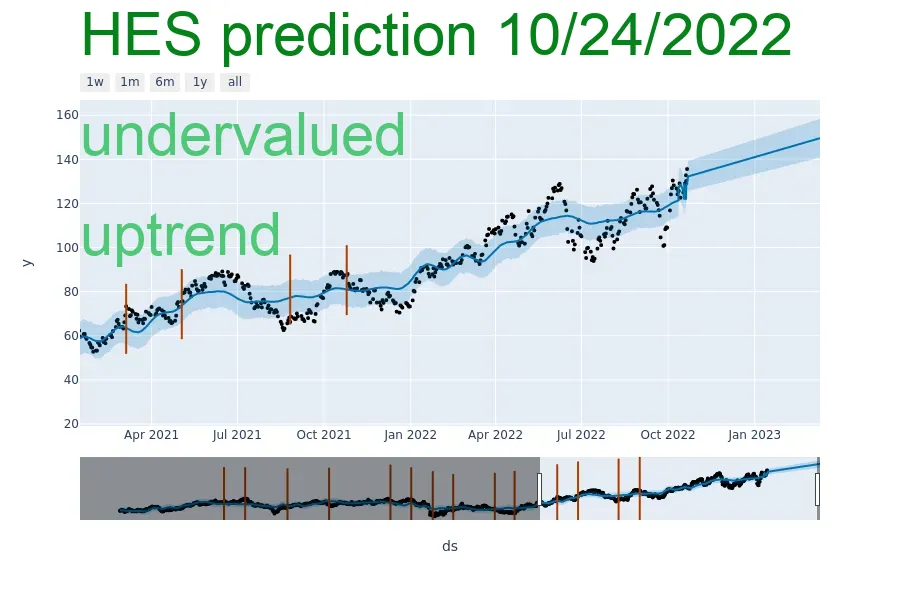 HES prediction 10/24/2022
1w 1m 6m 1y all
160
undervalued
140
120
uptrend
100
y
80
60
40
20
Apr 2021 Jul 2021 Oct 2021 Jan 2022 Apr 2022 Jul 2022 Oct 2022 Jan 2023
ds